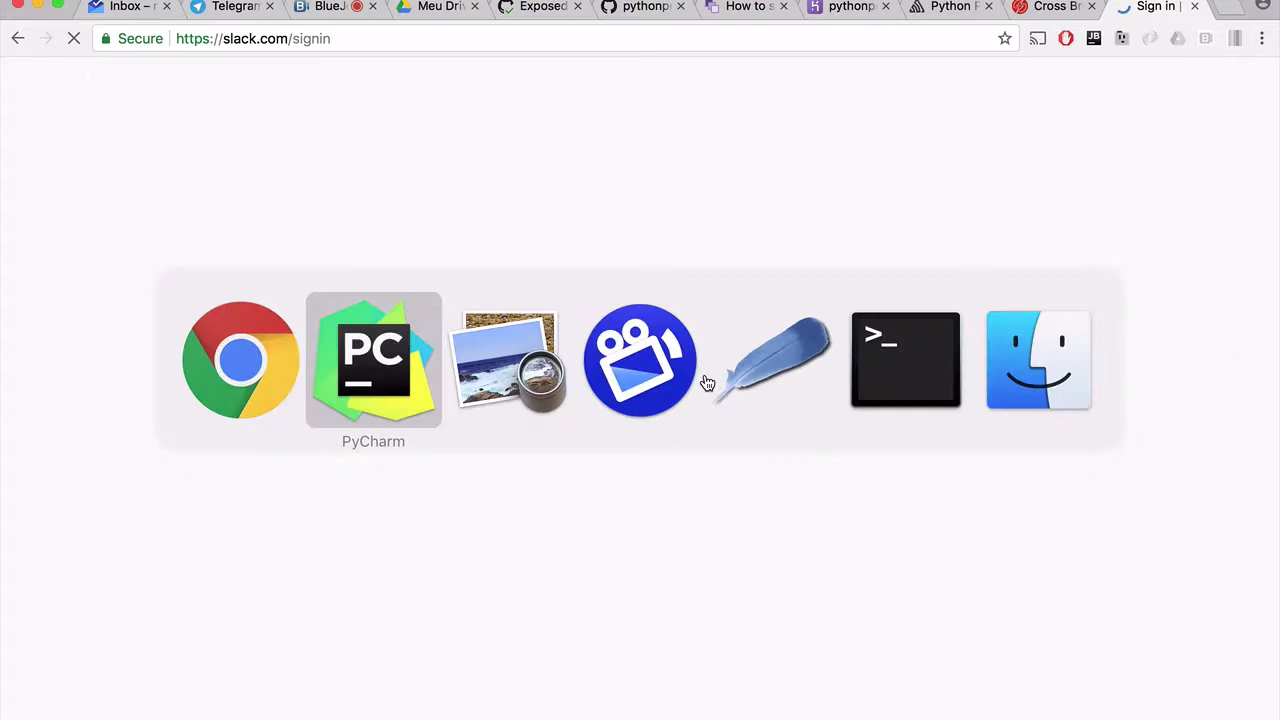 Inbox – r
Telegram
BlueJ
Meu Dri
Exposed
pythonp
How to s
pythonp
Python F
Cross Br
Sign in |
Secure
https://slack.com/signin
JB
B
PC
>_
PyCharm